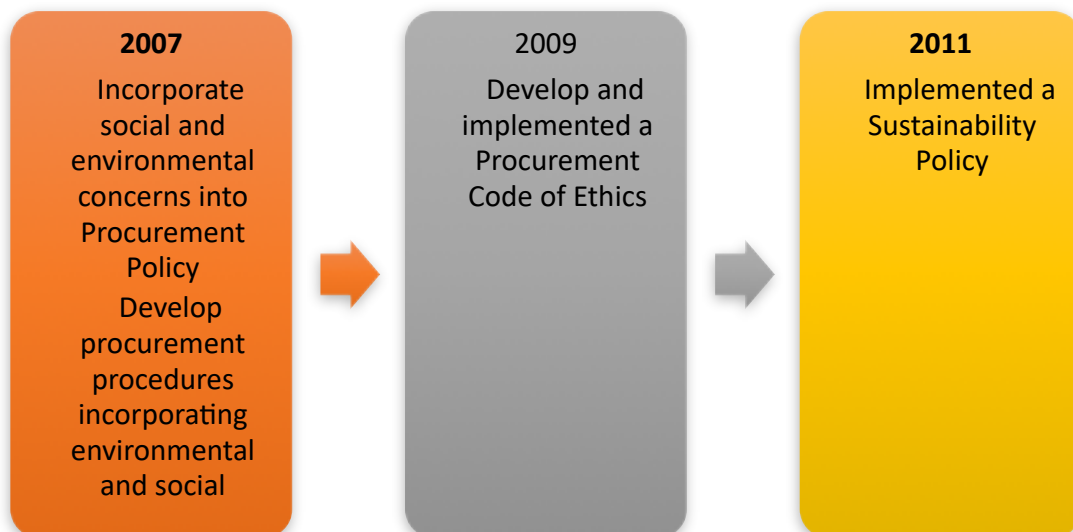 2007
Incorporate
social and
environmental
concerns into
Procurement
Policy
Develop
procurement
procedures
incorporating
environmental
and social
2009
Develop and
implemented a
Procurement
Code of Ethics
2011
Implemented a
Sustainability
Policy